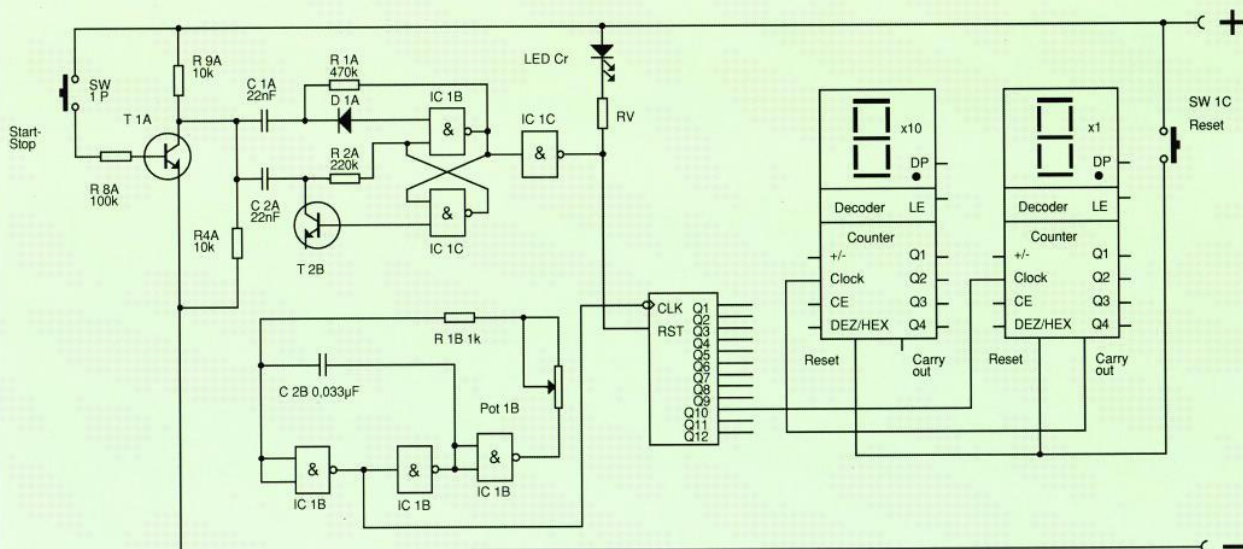 +
R 9A
10k
SW
1 P
Start-
Stop
T 1A
R 8A
100k
C 1A
22nF
R 1A
470k
D 1A
R 2A
220k
C 2A
22nF
R4A
10k
T 2B
IC 1B
&
&
IC 1C
IC 1C
&
LED Cr
RV
x10
DP
Decoder
LE
Counter
+/-
Clock
CE
DEZ/HEX
Q1
Q2
Q3
Q4
Reset
Carry
out
x1
DP
Decoder
LE
Counter
+/-
Clock
CE
DEZ/HEX
Q1
Q2
Q3
Q4
Reset
Carry
out
SW 1C
Reset
CLK
RST
Q1
Q2
Q3
Q4
Q5
Q6
Q7
Q8
Q9
Q10
Q11
Q12
R 1B 1k
C 2B 0,033µF
Pot 1B
&
IC 1B
&
IC 1B
&
IC 1B
−